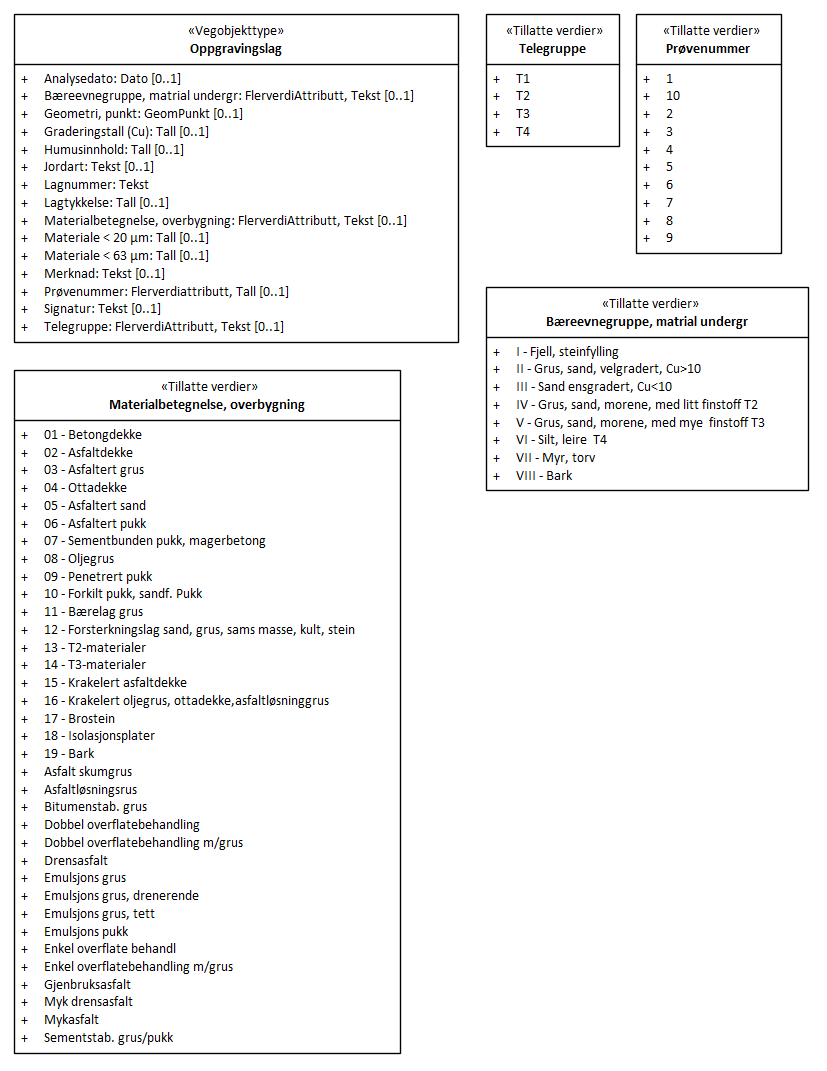 «Vegobjekttype»
Oppgravingslag
+ Analysedato: Dato [0..1]
+ Bæreevnegruppe, matrial undergr: FlerverdiAttributt, Tekst [0..1]
+ Geometri, punkt: GeomPunkt [0..1]
+ Graderingstall (Cu): Tall [0..1]
+ Humusinnhold: Tall [0..1]
+ Jordart: Tekst [0..1]
+ Lagnummer: Tekst
+ Lagtykkelse: Tall [0..1]
+ Materialbetegnelse, overbygning: FlerverdiAttributt, Tekst [0..1]
+ Materiale < 20 µm: Tall [0..1]
+ Materiale < 63 µm: Tall [0..1]
+ Merknad: Tekst [0..1]
+ Prøvenummer: Flerverdiattributt, Tall [0..1]
+ Signatur: Tekst [0..1]
+ Telegruppe: FlerverdiAttributt, Tekst [0..1]
«Tillatte verdier»
Telegruppe
+ T1
+ T2
+ T3
+ T4
«Tillatte verdier»
Prøvenummer
+ 1
+ 10
+ 2
+ 3
+ 4
+ 5
+ 6
+ 7
+ 8
+ 9
«Tillatte verdier»
Bæreevnegruppe, matrial undergr
+ I - Fjell, steinfylling
+ II - Grus, sand, velgradert, Cu>10
+ III - Sand ensgradert, Cu<10
+ IV - Grus, sand, morene, med litt finstoff T2
+ V - Grus, sand, morene, med mye finstoff T3
+ VI - Silt, leire T4
+ VII - Myr, torv
+ VIII - Bark
«Tillatte verdier»
Materialbetegnelse, overbygning
+ 01 - Betongdekke
+ 02 - Asfaltdekke
+ 03 - Asfaltert grus
+ 04 - Ottadekke
+ 05 - Asfaltert sand
+ 06 - Asfaltert pukk
+ 07 - Sementbunden pukk, magerbetong
+ 08 - Oljegrus
+ 09 - Penetrert pukk
+ 10 - Forkilt pukk, sandf. Pukk
+ 11 - Bærelag grus
+ 12 - Forsterkningslag sand, grus, sams masse, kult, stein
+ 13 - T2-materialer
+ 14 - T3-materialer
+ 15 - Krakelert asfaltdekke
+ 16 - Krakelert oljegrus, ottadekke,asfaltløsninggrus
+ 17 - Brostein
+ 18 - Isolasjonsplater
+ 19 - Bark
+ Asfalt skumgrus
+ Asfaltløsningsrus
+ Bitumenstab. grus
+ Dobbel overflatebehandling
+ Dobbel overflatebehandling m/grus
+ Drensasfalt
+ Emulsjons grus
+ Emulsjons grus, drenerende
+ Emulsjons grus, tett
+ Emulsjons pukk
+ Enkel overflate behandl
+ Enkel overflatebehandling m/grus
+ Gjenbruksasfalt
+ Myk drensasfalt
+ Mykasfalt
+ Sementstab. grus/pukk